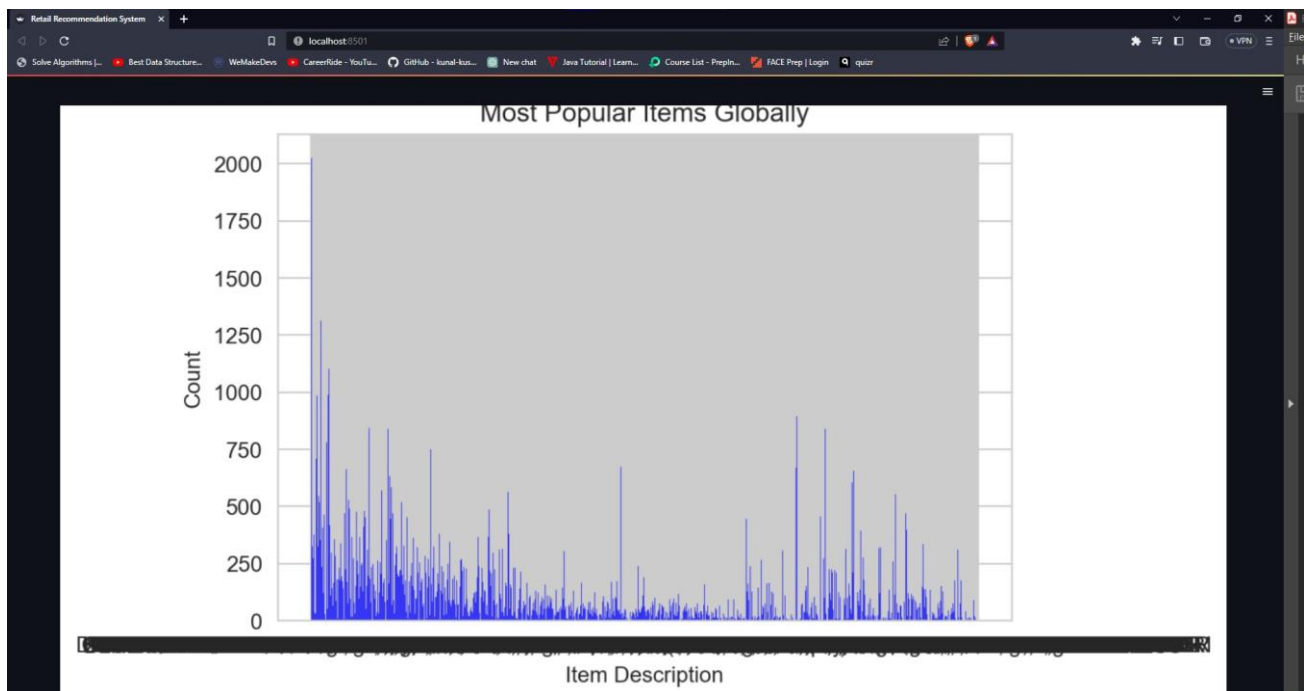 Retail Recommendation System
localhost:8501
VPN
File
Solve Algorithms |...
Best Data Structure...
WeMakeDevs
CareerRide - YouTu...
GitHub - kunal-kus...
New chat
Java Tutorial | Learn...
Course List - PrepIn...
FACE Prep | Login
quizr
Most Popular Items Globally
2000
1750
1500
1250
1000
750
500
250
0
Count
Item Description